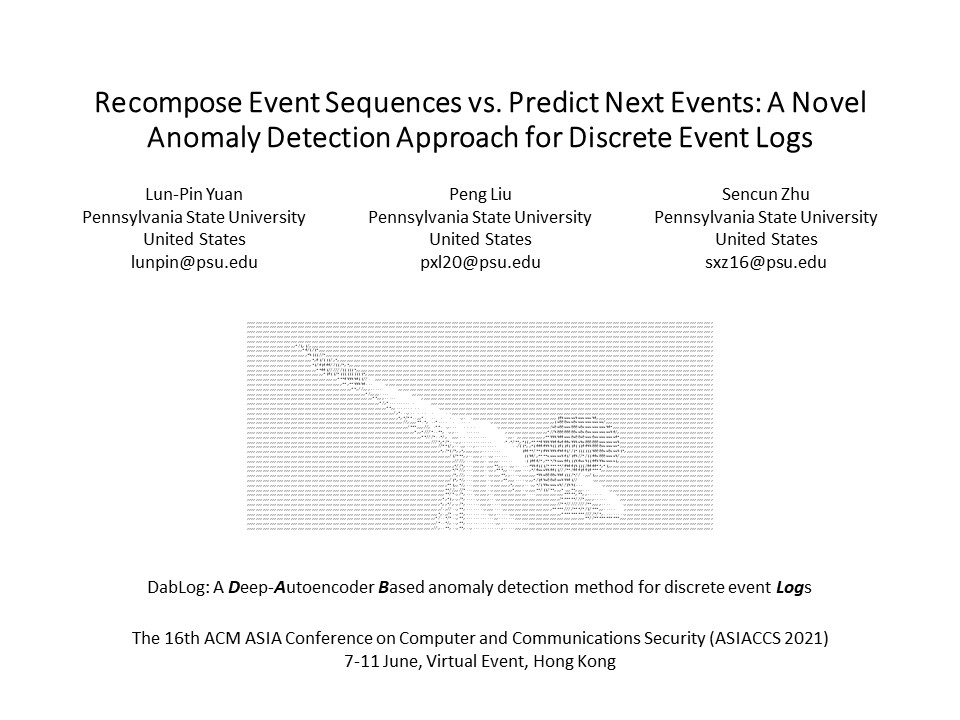 Recompose Event Sequences vs. Predict Next Events: A Novel
Anomaly Detection Approach for Discrete Event Logs
Lun-Pin Yuan
Pennsylvania State University
United States
lunpin@psu.edu
Peng Liu
Pennsylvania State University
United States
pxl20@psu.edu
Sencun Zhu
Pennsylvania State University
United States
sxz16@psu.edu
DabLog: A Deep-Autoencoder Based anomaly detection method for discrete event Logs
The 16th ACM ASIA Conference on Computer and Communications Security (ASIACCS 2021)
7-11 June, Virtual Event, Hong Kong